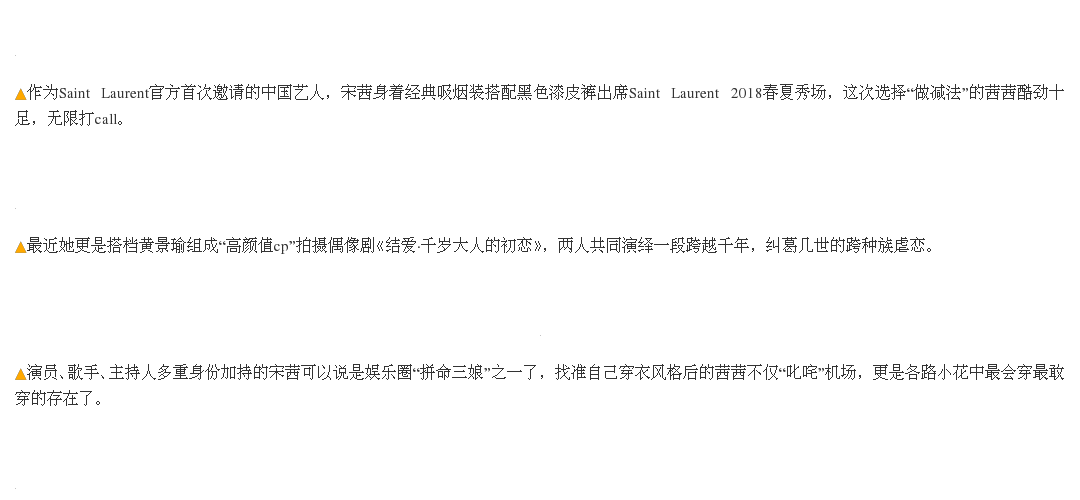 ▲作为Saint Laurent官方首次邀请的中国艺人，宋茜身着经典吸烟装搭配黑色漆皮裤出席Saint Laurent 2018春夏秀场，这次选择“做减法”的茜茜酷劲十
足，无限打call。
▲最近她更是搭档黄景瑜组成“高颜值cp”拍摄偶像剧《结爱·千岁大人的初恋》，两人共同演绎一段跨越千年，纠葛几世的跨种族虐恋。
▲演员、歌手、主持人多重身份加持的宋茜可以说是娱乐圈“拼命三娘”之一了，找准自己穿衣风格后的茜茜不仅“叱咤”机场，更是各路小花中最会穿最敢
穿的存在了。